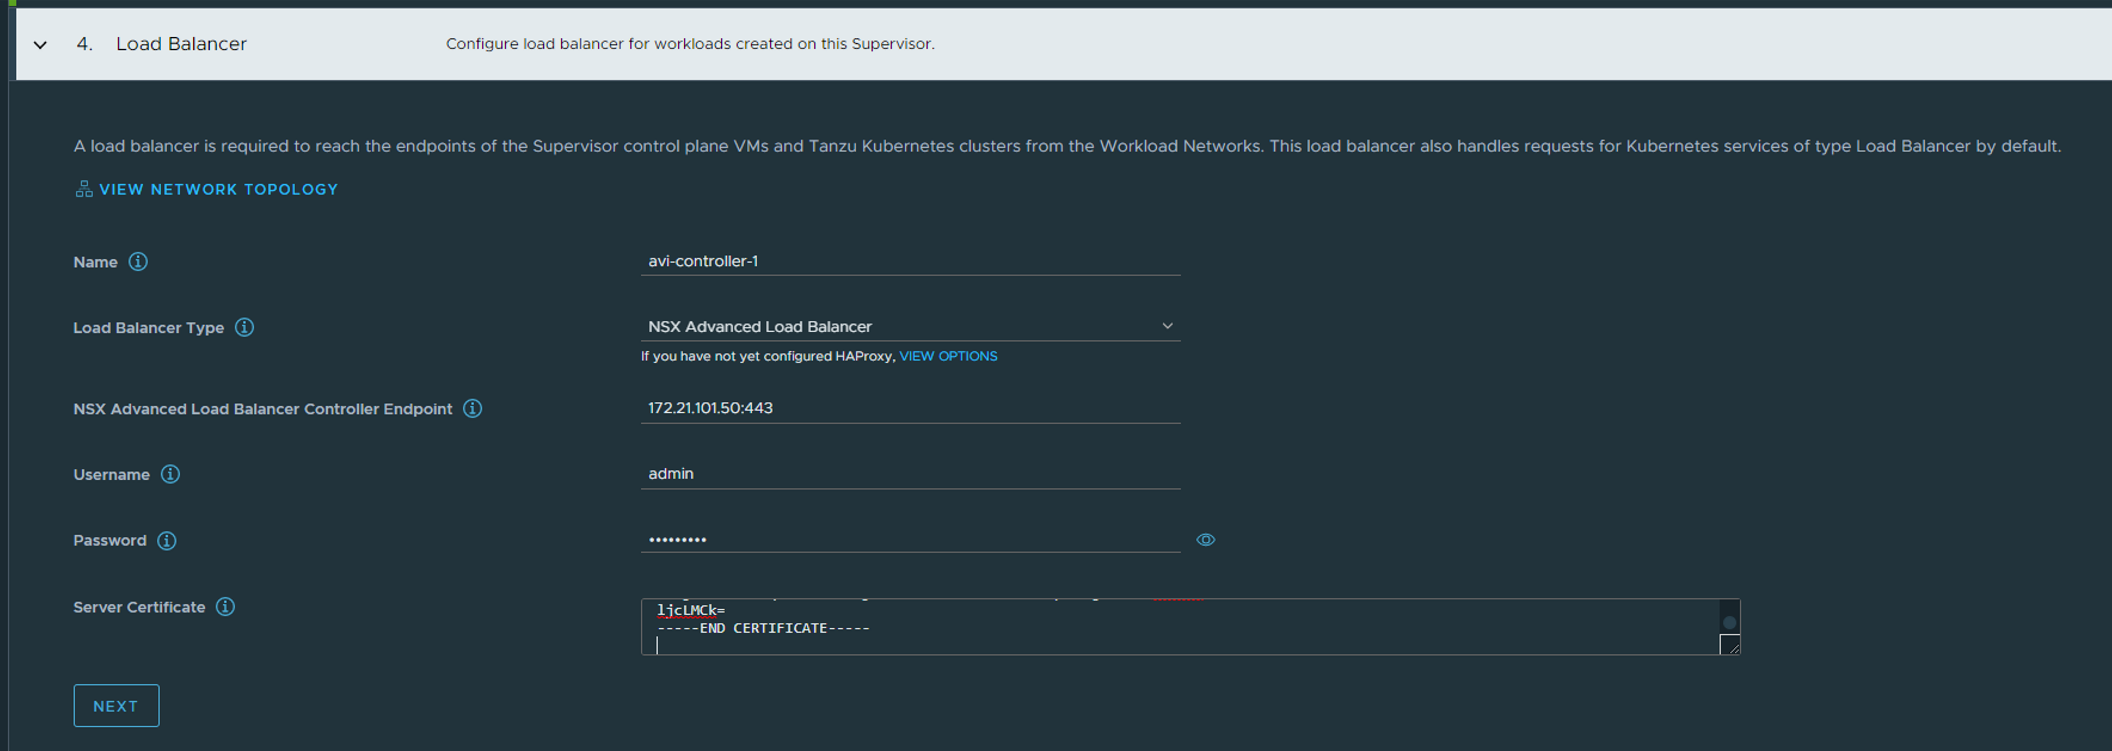 4. Load Balancer Configure load balancer for workloads created on this Supervisor.
A load balancer is required to reach the endpoints of the Supervisor control plane VMs and Tanzu Kubernetes clusters from the Workload Networks. This load balancer also handles requests for Kubernetes services of type Load Balancer by default.
VIEW NETWORK TOPOLOGY
Name avi-controller-1
Load Balancer Type NSX Advanced Load Balancer
If you have not yet configured HAProxy, VIEW OPTIONS
NSX Advanced Load Balancer Controller Endpoint 172.21.101.50:443
Username admin
Password •••••••••
Server Certificate
ljcLMCk=
-----END CERTIFICATE-----
NEXT